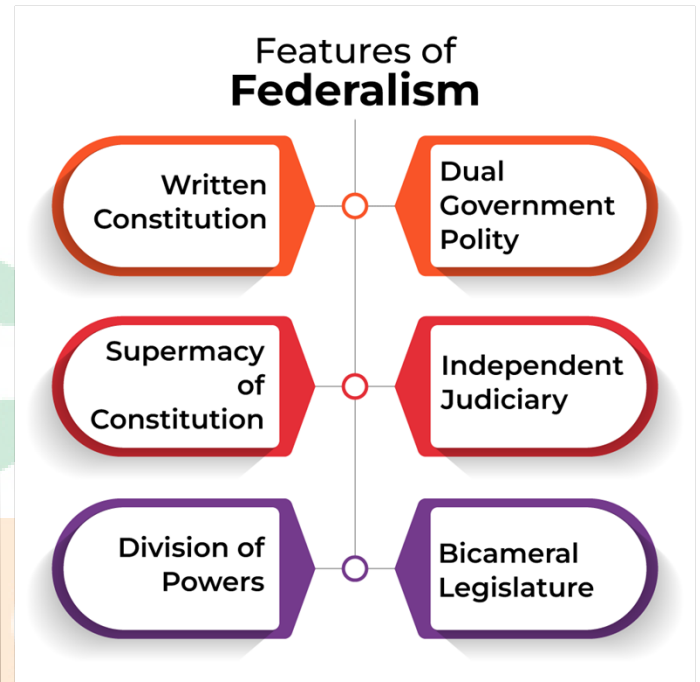 Features of
Federalism
Written
Constitution
Dual
Government
Polity
Supermacy
of
Constitution
Independent
Judiciary
Division of
Powers
Bicameral
Legislature